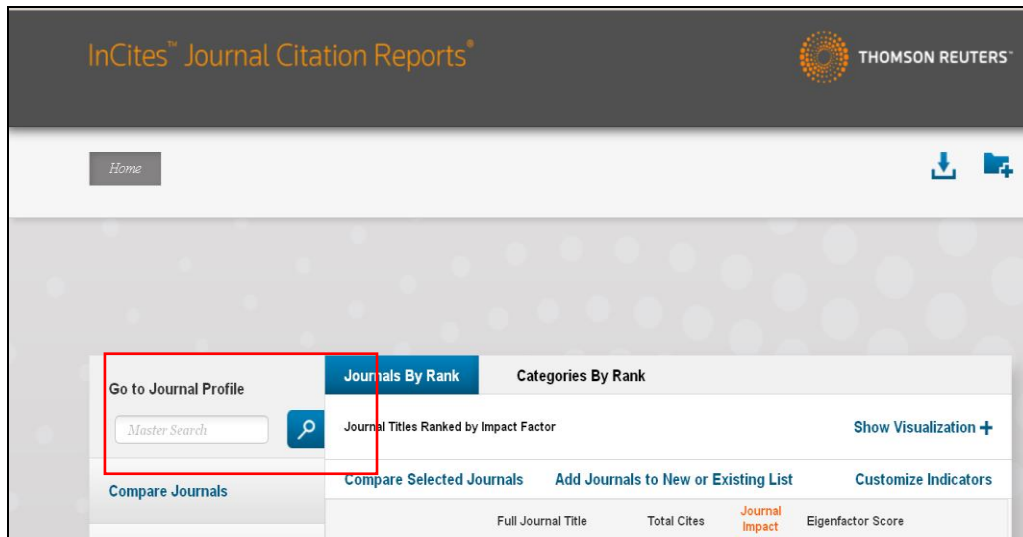 InCites™ Journal Citation Reports®
THOMSON REUTERS™
Home
Go to Journal Profile
Master Search
Compare Journals
Journals By Rank
Categories By Rank
Journal Titles Ranked by Impact Factor
Show Visualization +
Compare Selected Journals
Add Journals to New or Existing List
Customize Indicators
Full Journal Title
Total Cites
Journal
Impact
Eigenfactor Score